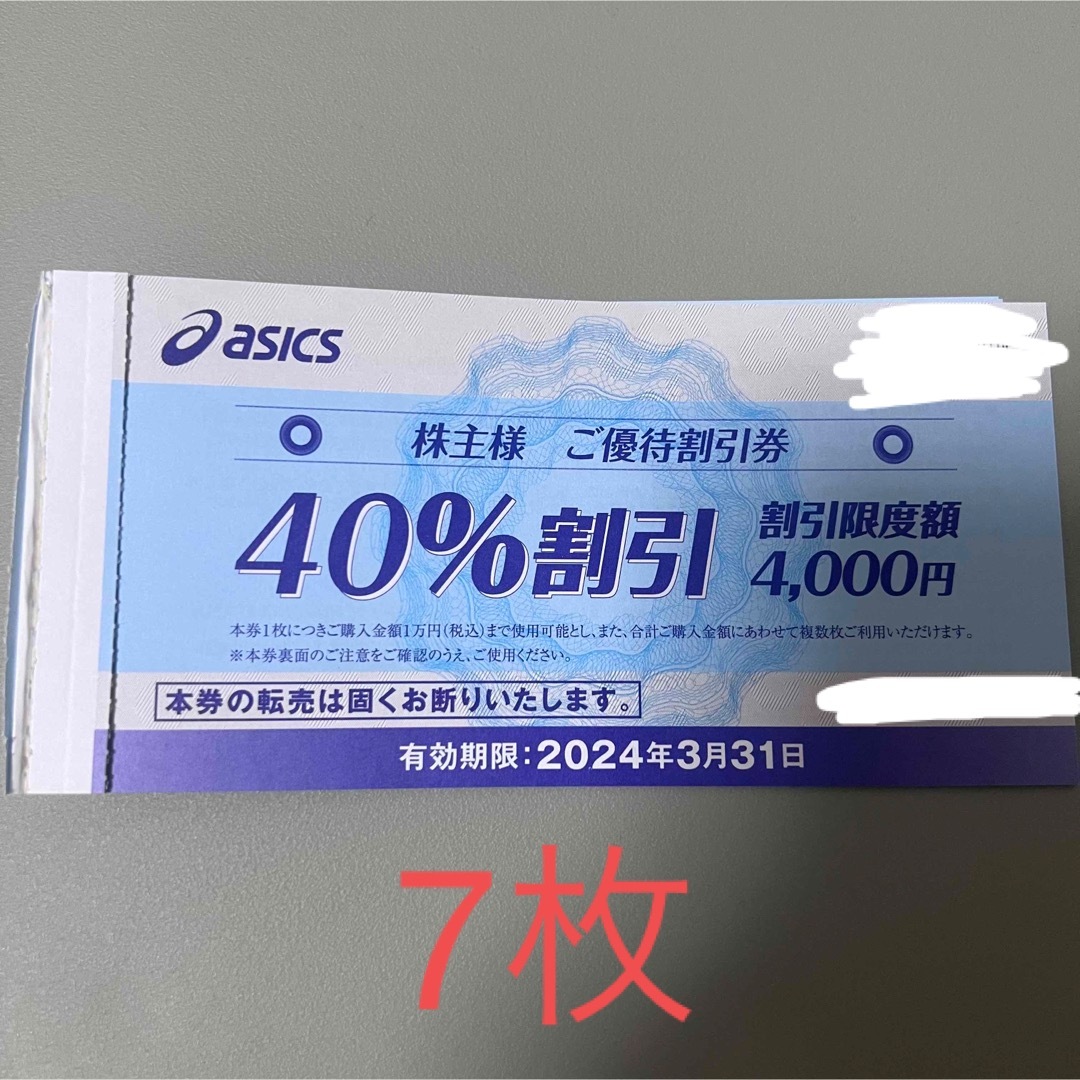 asics
株主様 ご優待割引券
40%割引
割引限度額
4,000円
本券1枚につきご購入金額1万円(税込)まで使用可能とし、また、合計ご購入金額にあわせて複数枚ご利用いただけます。
※本券裏面のご注意をご確認のうえ、ご使用ください。
本券の転売は固くお断りいたします。
有効期限:2024年3月31日
7枚